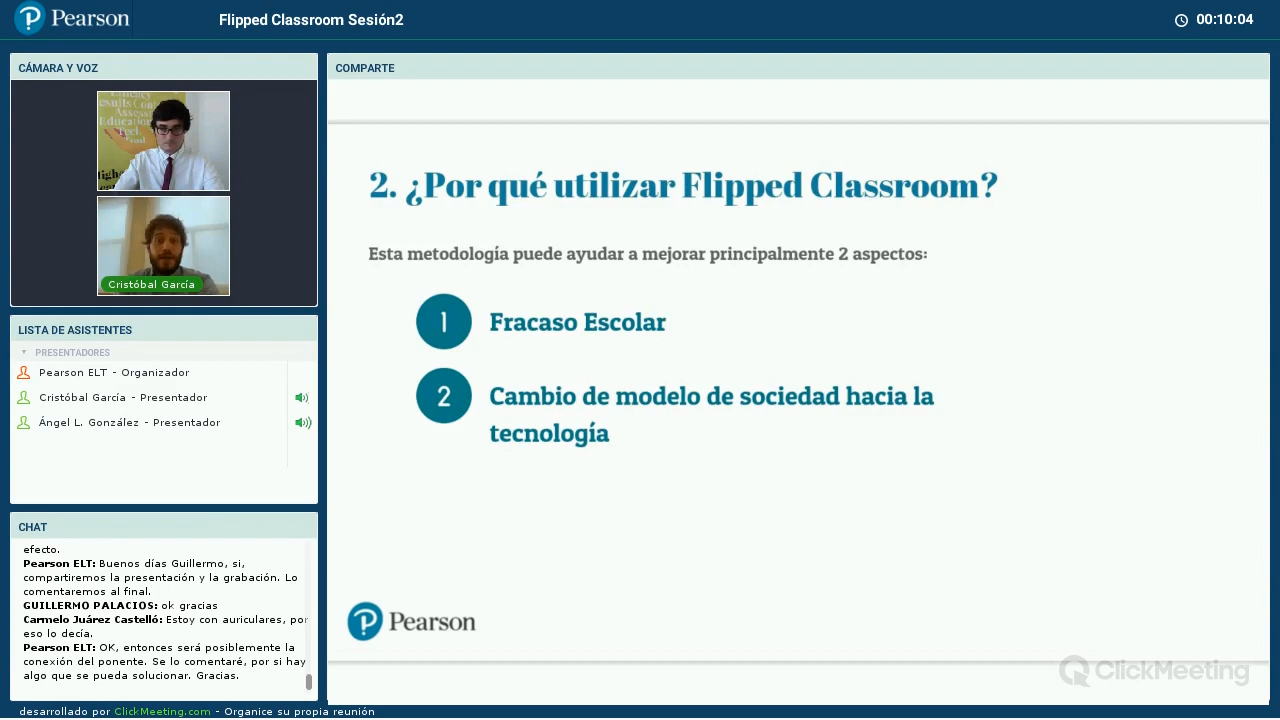 Pearson
Flipped Classroom Sesión2
00:10:04
CÁMARA Y VOZ
Cristóbal García
LISTA DE ASISTENTES
PRESENTADORES
Pearson ELT - Organizador
Cristóbal García - Presentador
Ángel L. González - Presentador
CHAT
efecto.
Pearson ELT: Buenos días Guillermo, si,
compartiremos la presentación y la grabación. Lo
comentaremos al final.
GUILLERMO PALACIOS: ok gracias
Carmelo Juárez Castelló: Estoy con auriculares, por
eso lo decía.
Pearson ELT: OK, entonces será posiblemente la
conexión del ponente. Se lo comentaré, por si hay
algo que se pueda solucionar. Gracias.
COMPARTE
2. ¿Por qué utilizar Flipped Classroom?
Esta metodología puede ayudar a mejorar principalmente 2 aspectos:
1 Fracaso Escolar
2 Cambio de modelo de sociedad hacia la
tecnología
Pearson
ClickMeeting
desarrollado por ClickMeeting.com - Organice su propia reunión